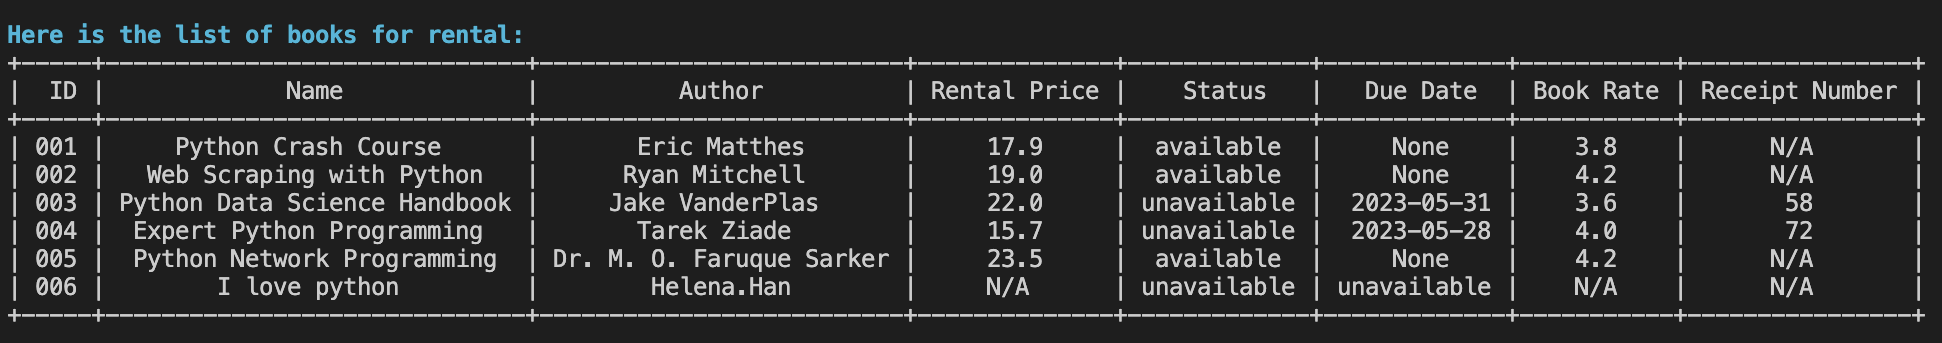 Here is the list of books for rental:
+-----+------------------------------+--------------------------+--------------+-------------+-------------+-----------+----------------+
|  ID |             Name             |          Author          | Rental Price |    Status   |   Due Date  | Book Rate | Receipt Number |
+-----+------------------------------+--------------------------+--------------+-------------+-------------+-----------+----------------+
| 001 |     Python Crash Course      |       Eric Matthes       |     17.9     |  available  |     None    |    3.8    |      N/A       |
| 002 |   Web Scraping with Python   |      Ryan Mitchell       |     19.0     |  available  |     None    |    4.2    |      N/A       |
| 003 | Python Data Science Handbook |     Jake VanderPlas      |     22.0     | unavailable |  2023-05-31 |    3.6    |       58       |
| 004 |  Expert Python Programming   |       Tarek Ziade        |     15.7     | unavailable |  2023-05-28 |    4.0    |       72       |
| 005 |  Python Network Programming  | Dr. M. O. Faruque Sarker |     23.5     |  available  |     None    |    4.2    |      N/A       |
| 006 |        I love python         |        Helena.Han        |     N/A      | unavailable | unavailable |    N/A    |      N/A       |
+-----+------------------------------+--------------------------+--------------+-------------+-------------+-----------+----------------+